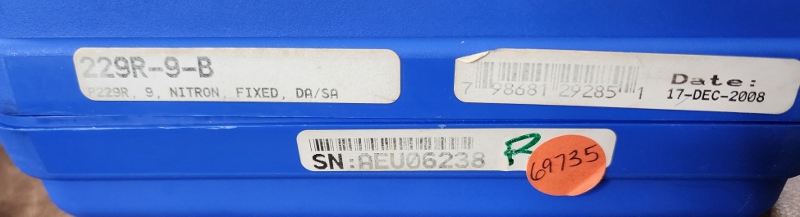 229R-9-B
P229R, 9, NITRON, FIXED, DA/SA
7 98681 29285 1
Date:
17-DEC-2008
SN:AEU06238
R
69735